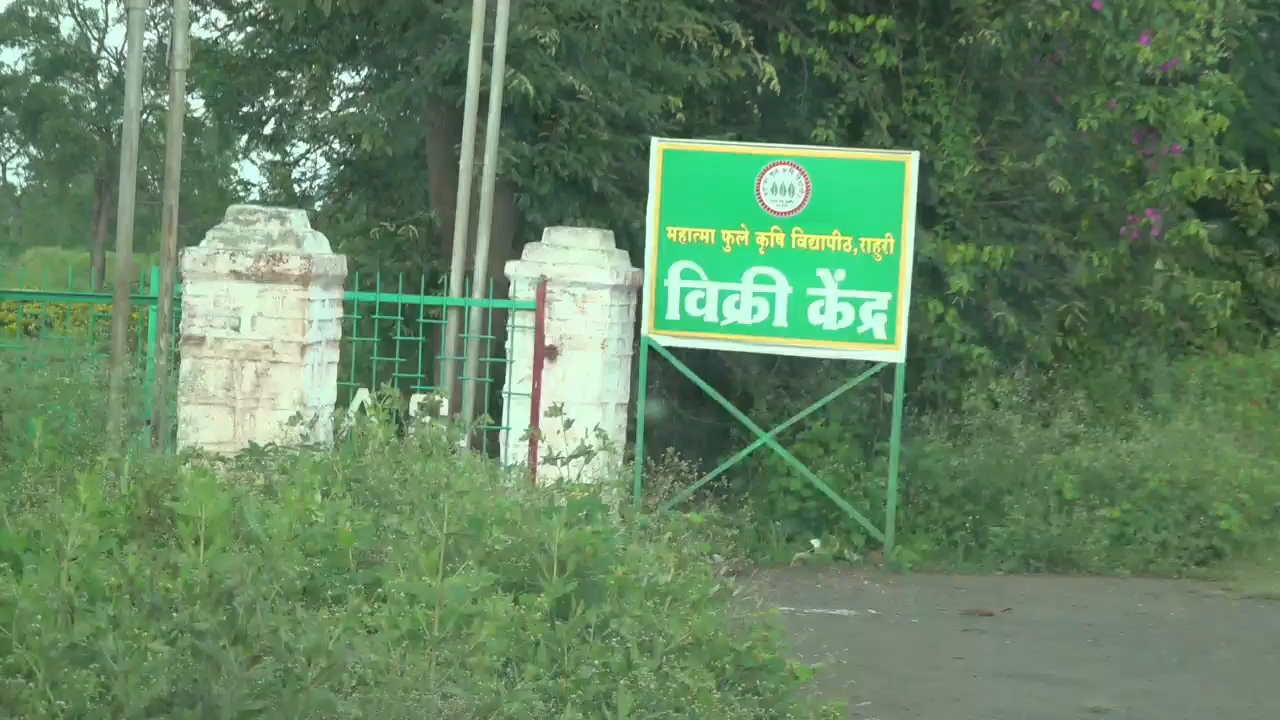 महात्मा फुले कृषि विद्यापीठ,राहुरी
विक्री केंद्र